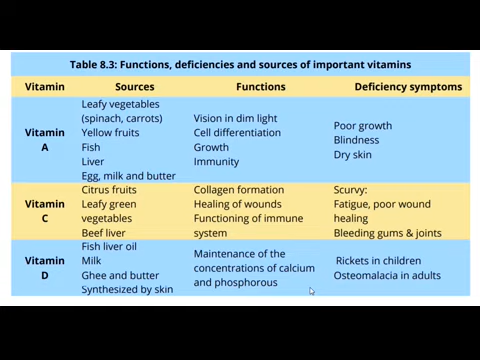 Table 8.3: Functions, deficiencies and sources of important vitamins
Vitamin Sources Functions Deficiency symptoms
Vitamin
A
Leafy vegetables
(spinach, carrots)
Yellow fruits
Fish
Liver
Egg, milk and butter
Vision in dim light
Cell differentiation
Growth
Immunity
Poor growth
Blindness
Dry skin
Vitamin
C
Citrus fruits
Leafy green
vegetables
Beef liver
Collagen formation
Healing of wounds
Functioning of immune
system
Scurvy:
Fatigue, poor wound
healing
Bleeding gums & joints
Vitamin
D
Fish liver oil
Milk
Ghee and butter
Synthesized by skin
Maintenance of the
concentrations of calcium
and phosphorous
Rickets in children
Osteomalacia in adults